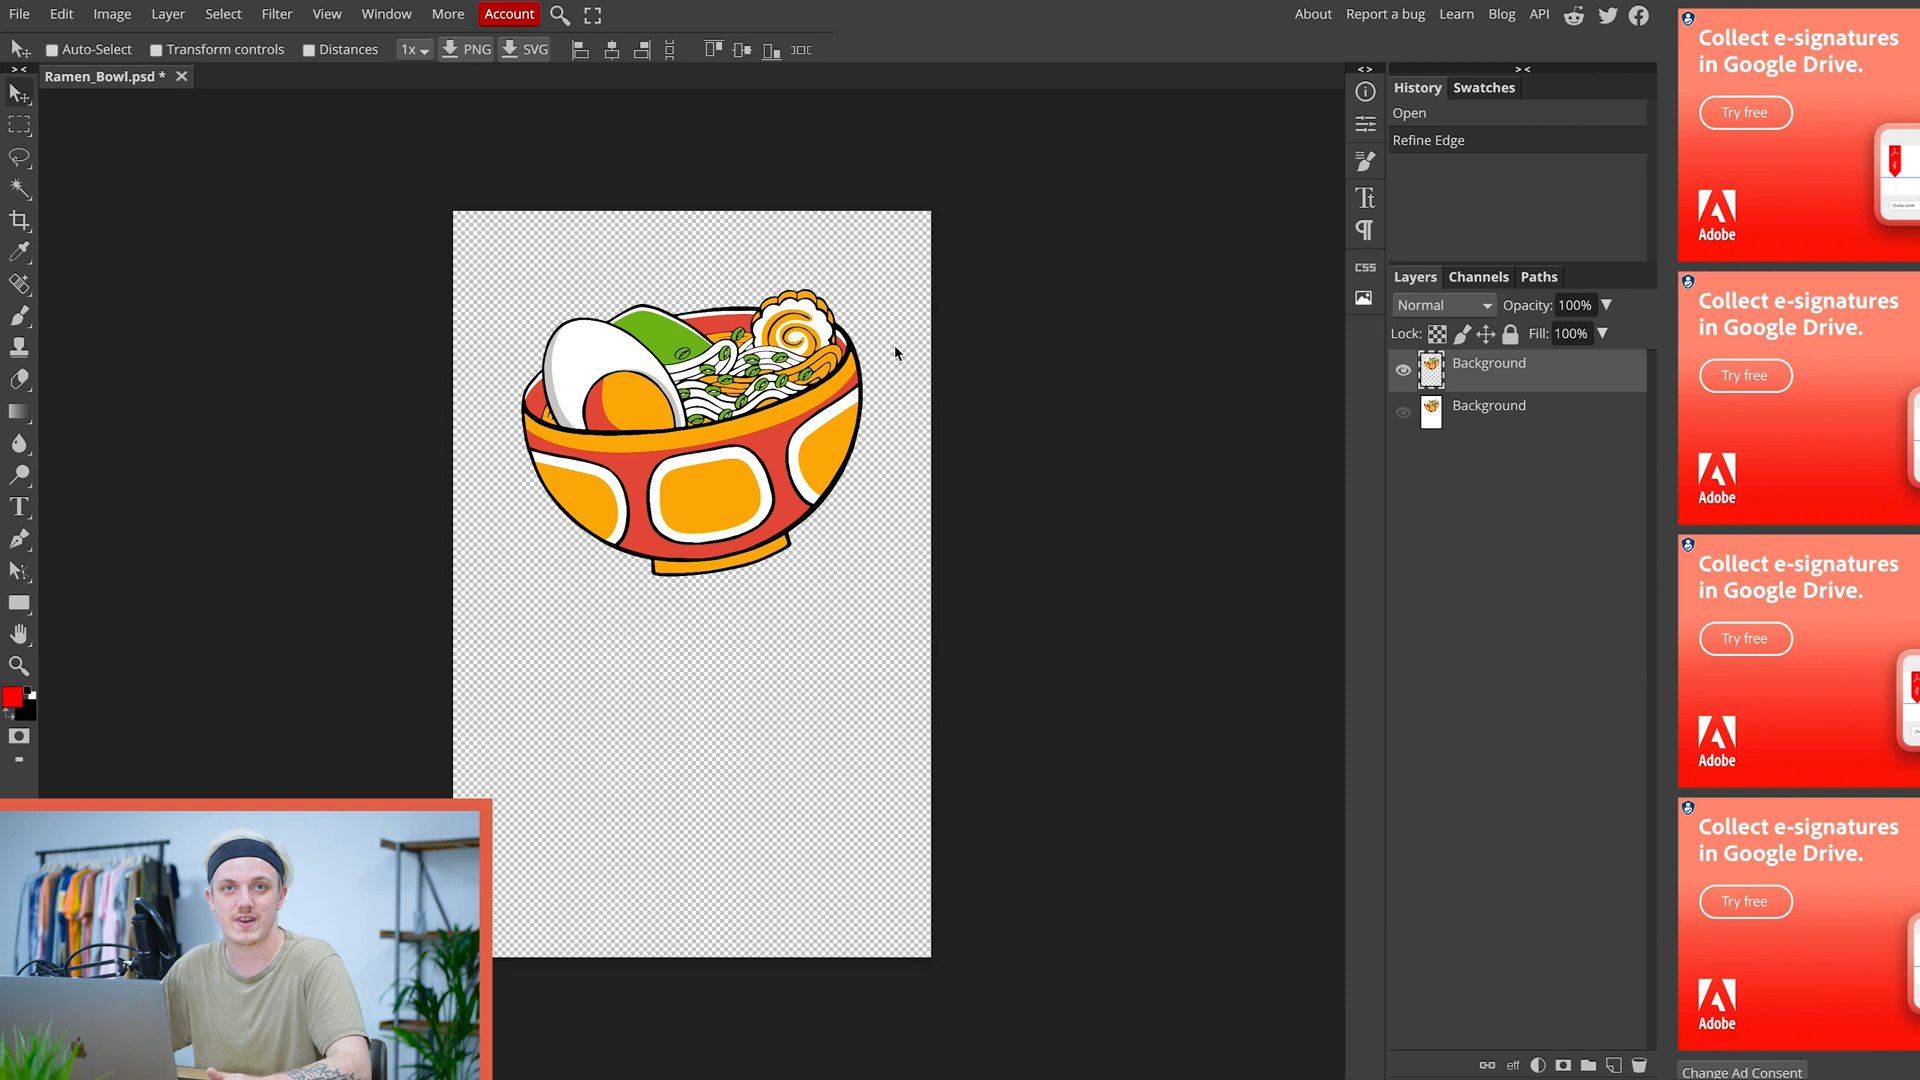 File Edit View Image Layer Select Filter View Window More Account About Report a bug Learn Blog API
Auto-Select Transform controls Distances 1x PNG SVG
Ramen_Bowl.psd *
History Swatches
Open
Refine Edge
Tt
CSS
Layers Channels Paths
Normal Opacity: 100%
Lock: Fill: 100%
Background
Background
eff
Collect e-signatures
in Google Drive.
Try free
Adobe
Collect e-signatures
in Google Drive.
Try free
Adobe
Collect e-signatures
in Google Drive.
Try free
Adobe
Collect e-signatures
in Google Drive.
Try free
Adobe
Change Ad Consent